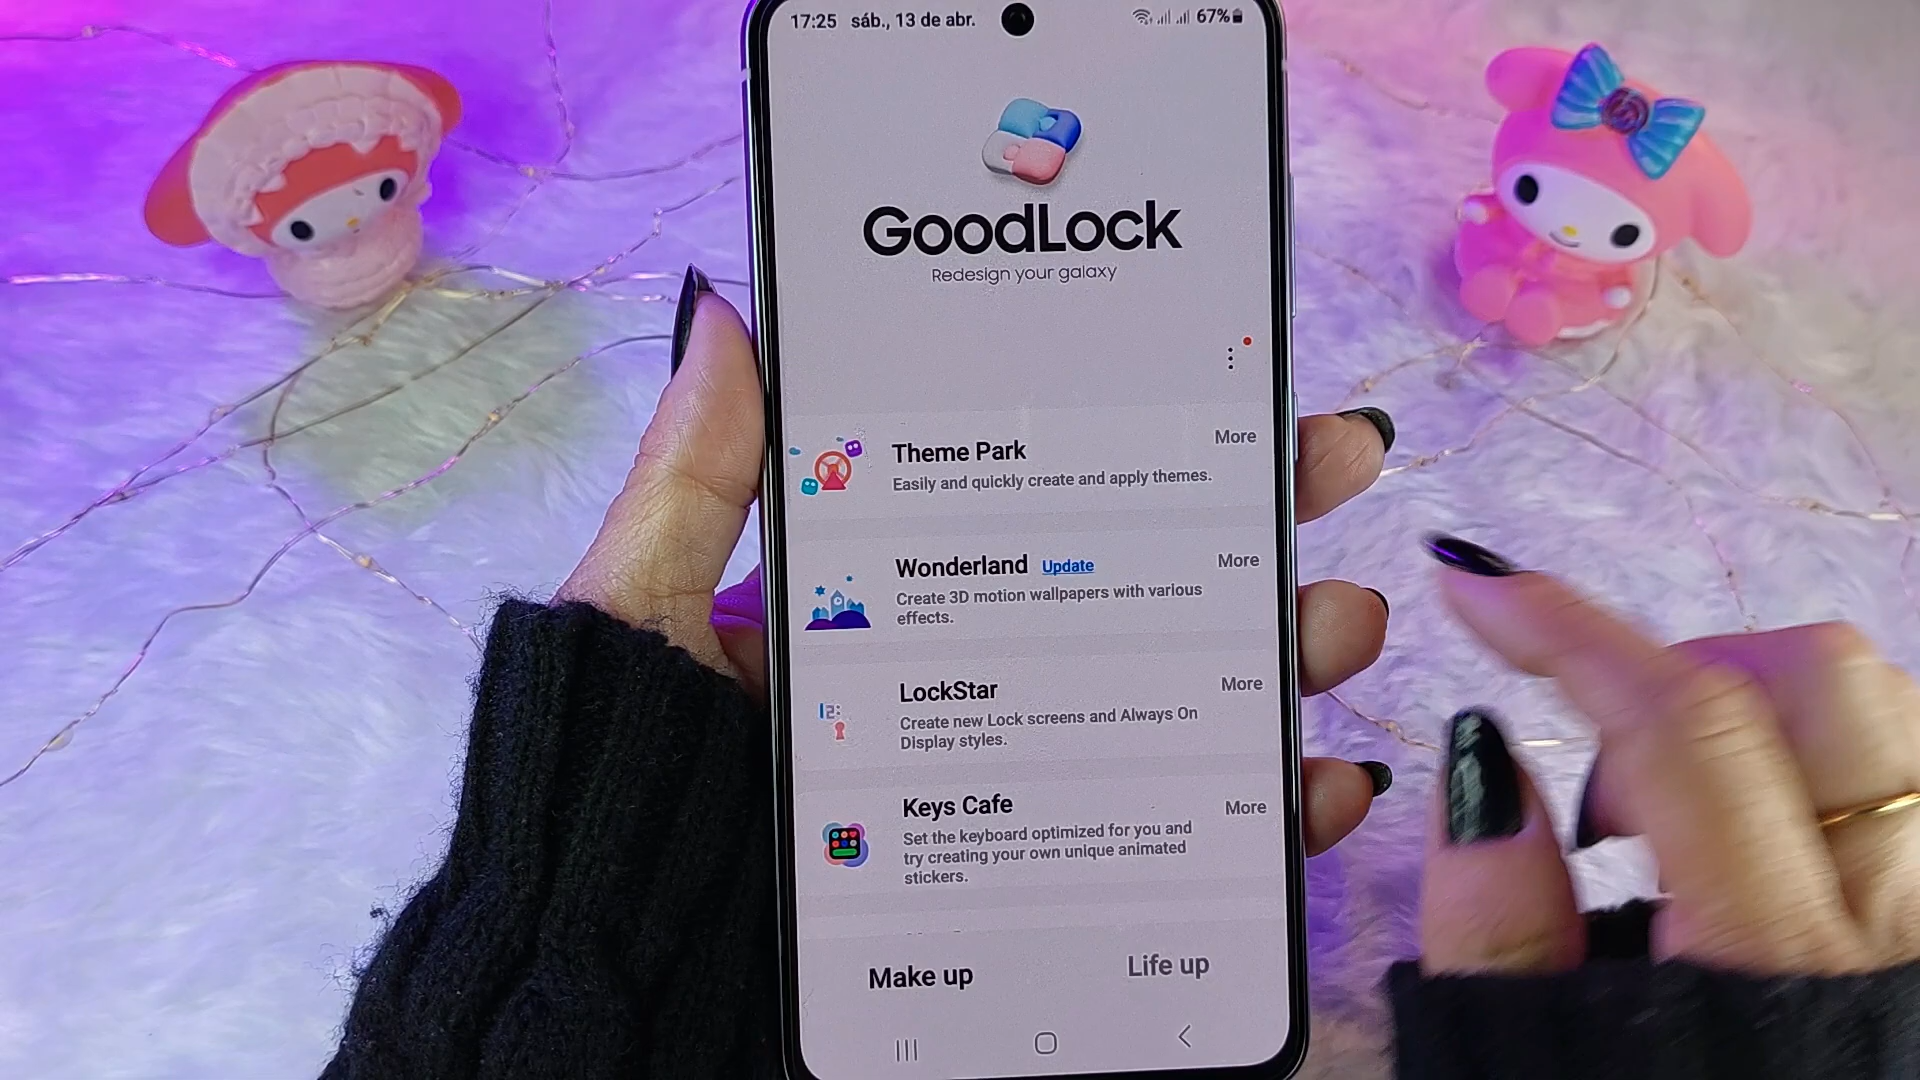 17:25 sáb., 13 de abr.
67%
GoodLock
Redesign your galaxy
Theme Park
More
Easily and quickly create and apply themes.
Wonderland Update
More
Create 3D motion wallpapers with various
effects.
12:
LockStar
More
Create new Lock screens and Always On
Display styles.
Keys Cafe
More
Set the keyboard optimized for you and
try creating your own unique animated
stickers.
Make up
Life up